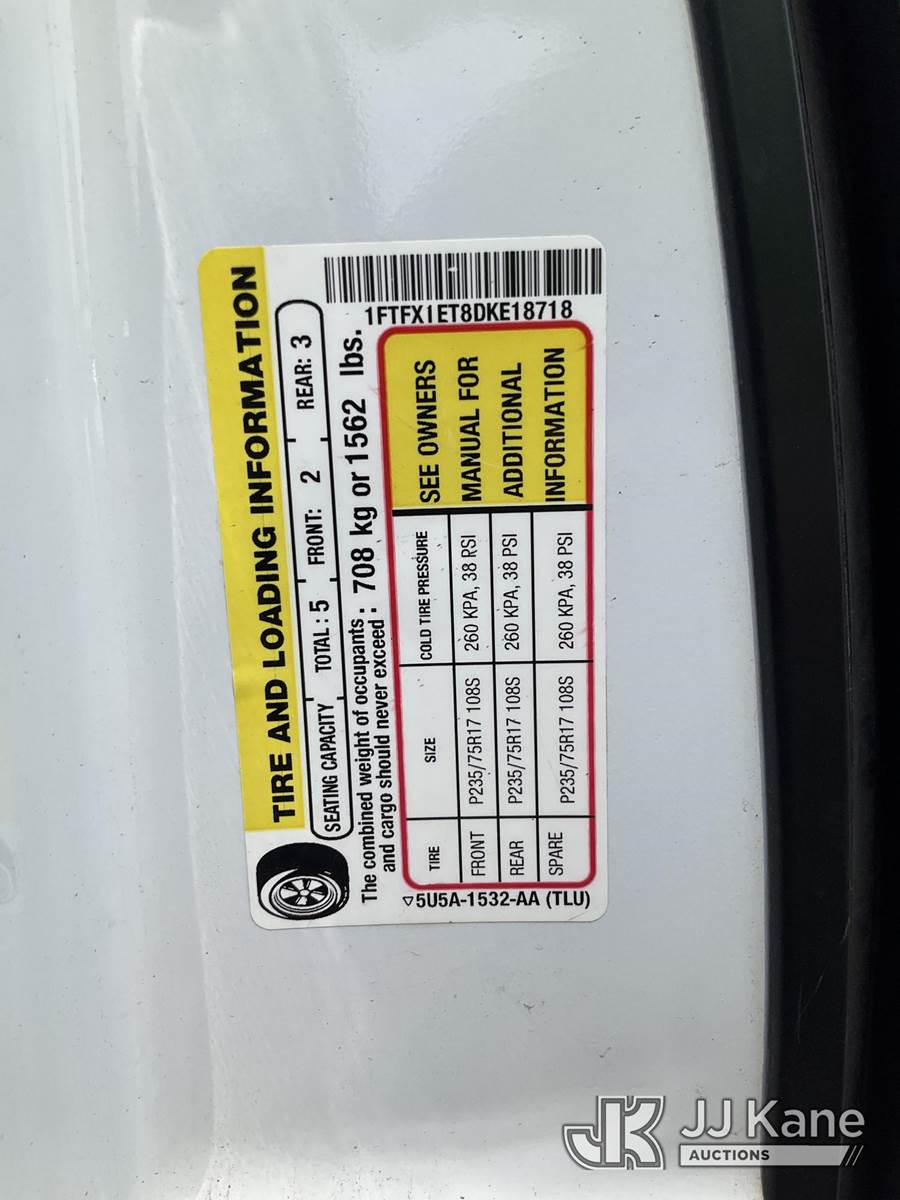 TIRE AND LOADING INFORMATION
SEATING CAPACITY TOTAL: 5 FRONT: 2 REAR: 3
The combined weight of occupants and cargo should never exceed: 708 kg or 1562 lbs.
1FTFX1ET8DKE18718
TIRE SIZE COLD TIRE PRESSURE
FRONT P235/75R17 108S 260 KPA, 38 RSI
REAR P235/75R17 108S 260 KPA, 38 PSI
SPARE P235/75R17 108S 260 KPA, 38 PSI
SEE OWNERS
MANUAL FOR
ADDITIONAL
INFORMATION
▽5U5A-1532-AA (TLU)
JK JJ Kane
AUCTIONS